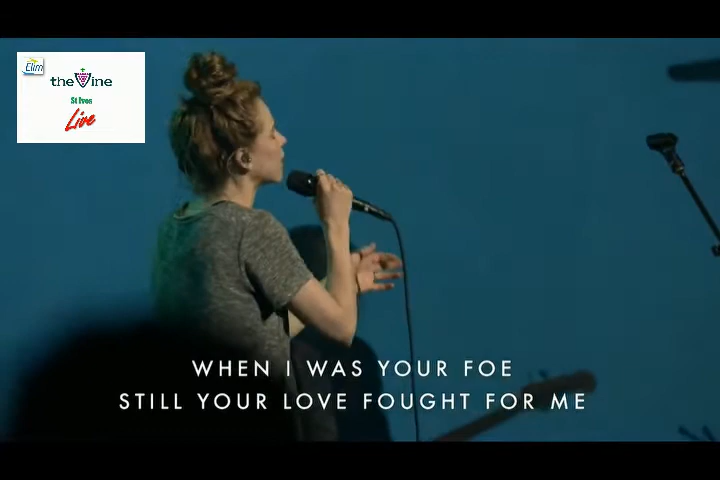 Elim
the Vine
St Ives
Live
WHEN I WAS YOUR FOE
STILL YOUR LOVE FOUGHT FOR ME